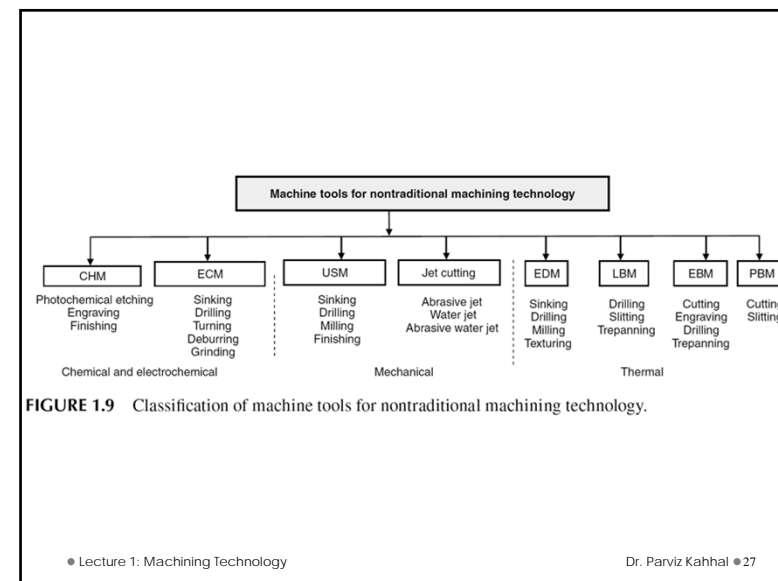 Machine tools for nontraditional machining technology
CHM
Photochemical etching
Engraving
Finishing
ECM
Sinking
Drilling
Turning
Deburring
Grinding
USM
Sinking
Drilling
Milling
Finishing
Jet cutting
Abrasive jet
Water jet
Abrasive water jet
EDM
Sinking
Drilling
Milling
Texturing
LBM
Drilling
Slitting
Trepanning
EBM
Cutting
Engraving
Drilling
Trepanning
PBM
Cutting
Slitting
Chemical and electrochemical
Mechanical
Thermal
FIGURE 1.9 Classification of machine tools for nontraditional machining technology.
● Lecture 1: Machining Technology
Dr. Parviz Kahhal ● 27